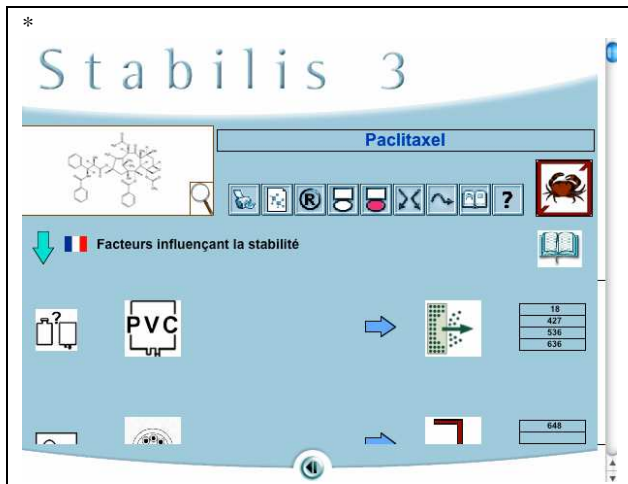 *
Stabilis 3
Paclitaxel
® ?
Facteurs influençant la stabilité
?
PVC
18
427
536
636
648